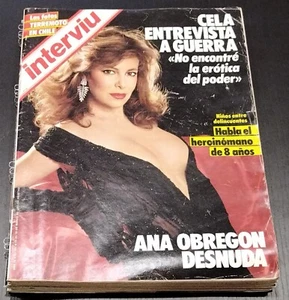 Las fotos
TERREMOTO
EN CHILE
interviu
CELA
ENTREVISTA
A GUERRA
«No encontré
la erótica
del poder»
Niños entre
delincuentes
Habla el
heroinómano
de 8 años
ANA OBREGON
DESNUDA